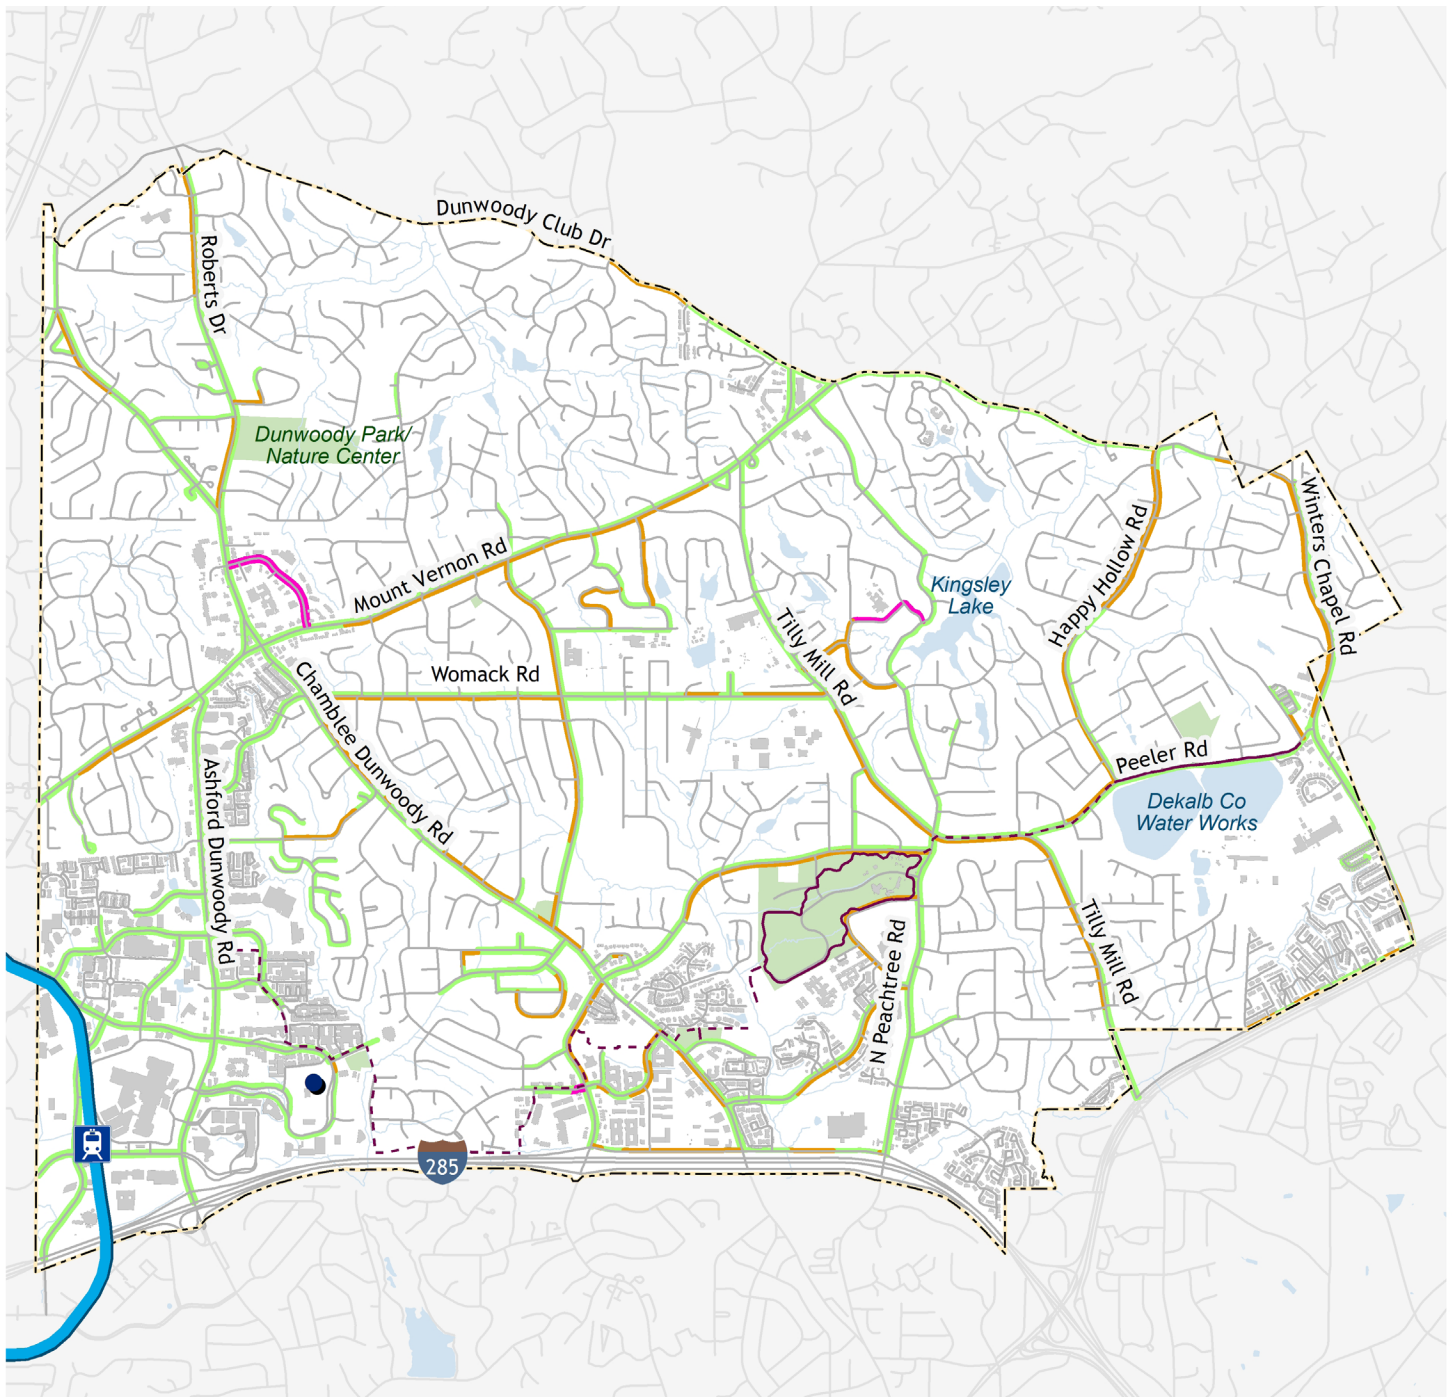 Dunwoody Club Dr
Roberts Dr
Dunwoody Park/
Nature Center
Winters Chapel Rd
Happy Hollow Rd
Mount Vernon Rd
Kingsley
Lake
Tilly Mill Rd
Womack Rd
Chamblee Dunwoody Rd
Peeler Rd
Ashford Dunwoody Rd
Dekalb Co
Water Works
Tilly Mill Rd
N Peachtree Rd
285